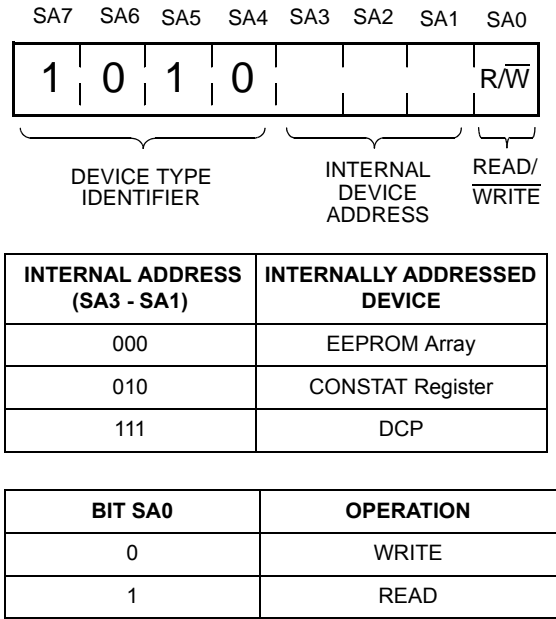 SA7 SA6 SA5 SA4 SA3 SA2 SA1 SA0
1 0 1 0 R/W̅
DEVICE TYPE
IDENTIFIER
INTERNAL
DEVICE
ADDRESS
READ/
W̅R̅I̅T̅E̅
INTERNAL ADDRESS
(SA3 - SA1)
INTERNALLY ADDRESSED
DEVICE
000 EEPROM Array
010 CONSTAT Register
111 DCP
BIT SA0 OPERATION
0 WRITE
1 READ